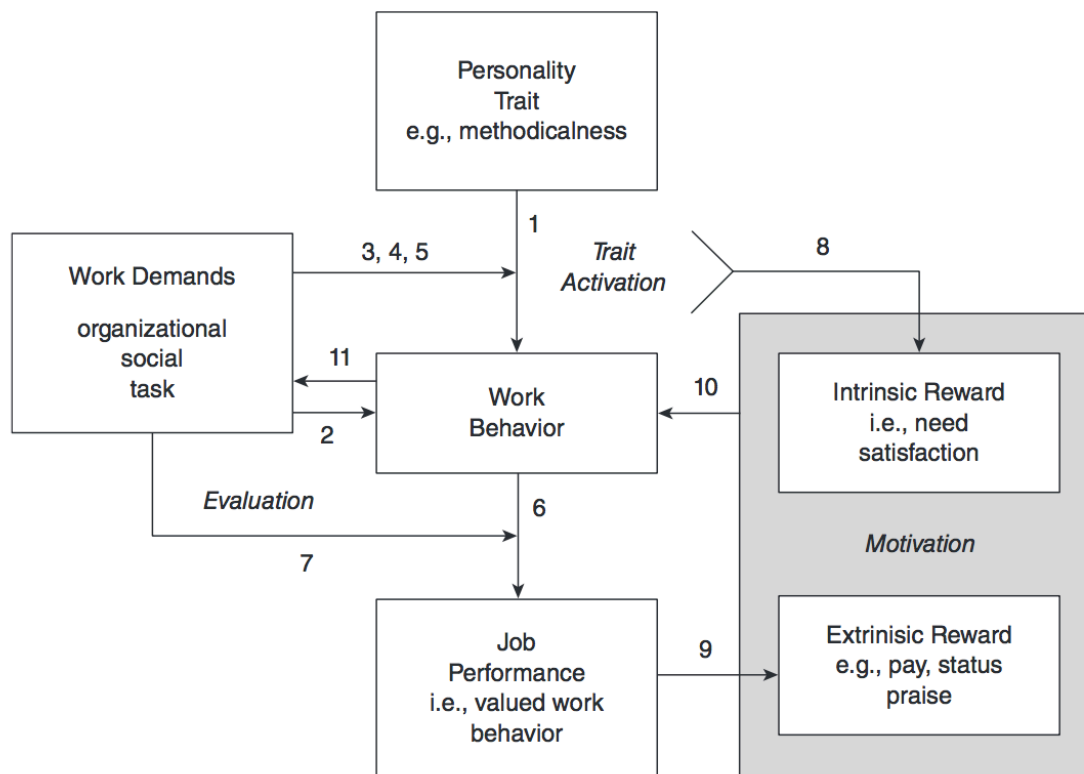 Personality
Trait
e.g., methodicalness
1
3, 4, 5
Trait
Activation
8
Work Demands
organizational
social
task
11
2
Work
Behavior
10
Intrinsic Reward
i.e., need
satisfaction
Evaluation
7
6
Motivation
Job
Performance
i.e., valued work
behavior
9
Extrinisic Reward
e.g., pay, status
praise